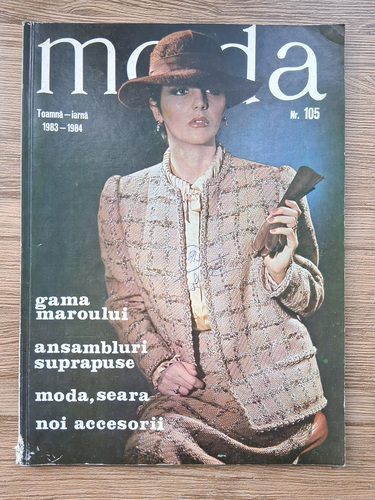 moda
Toamnă – iarnă
1983 – 1984
Nr. 105
gama
maroului
ansambluri
suprapuse
moda, seara
noi accesorii